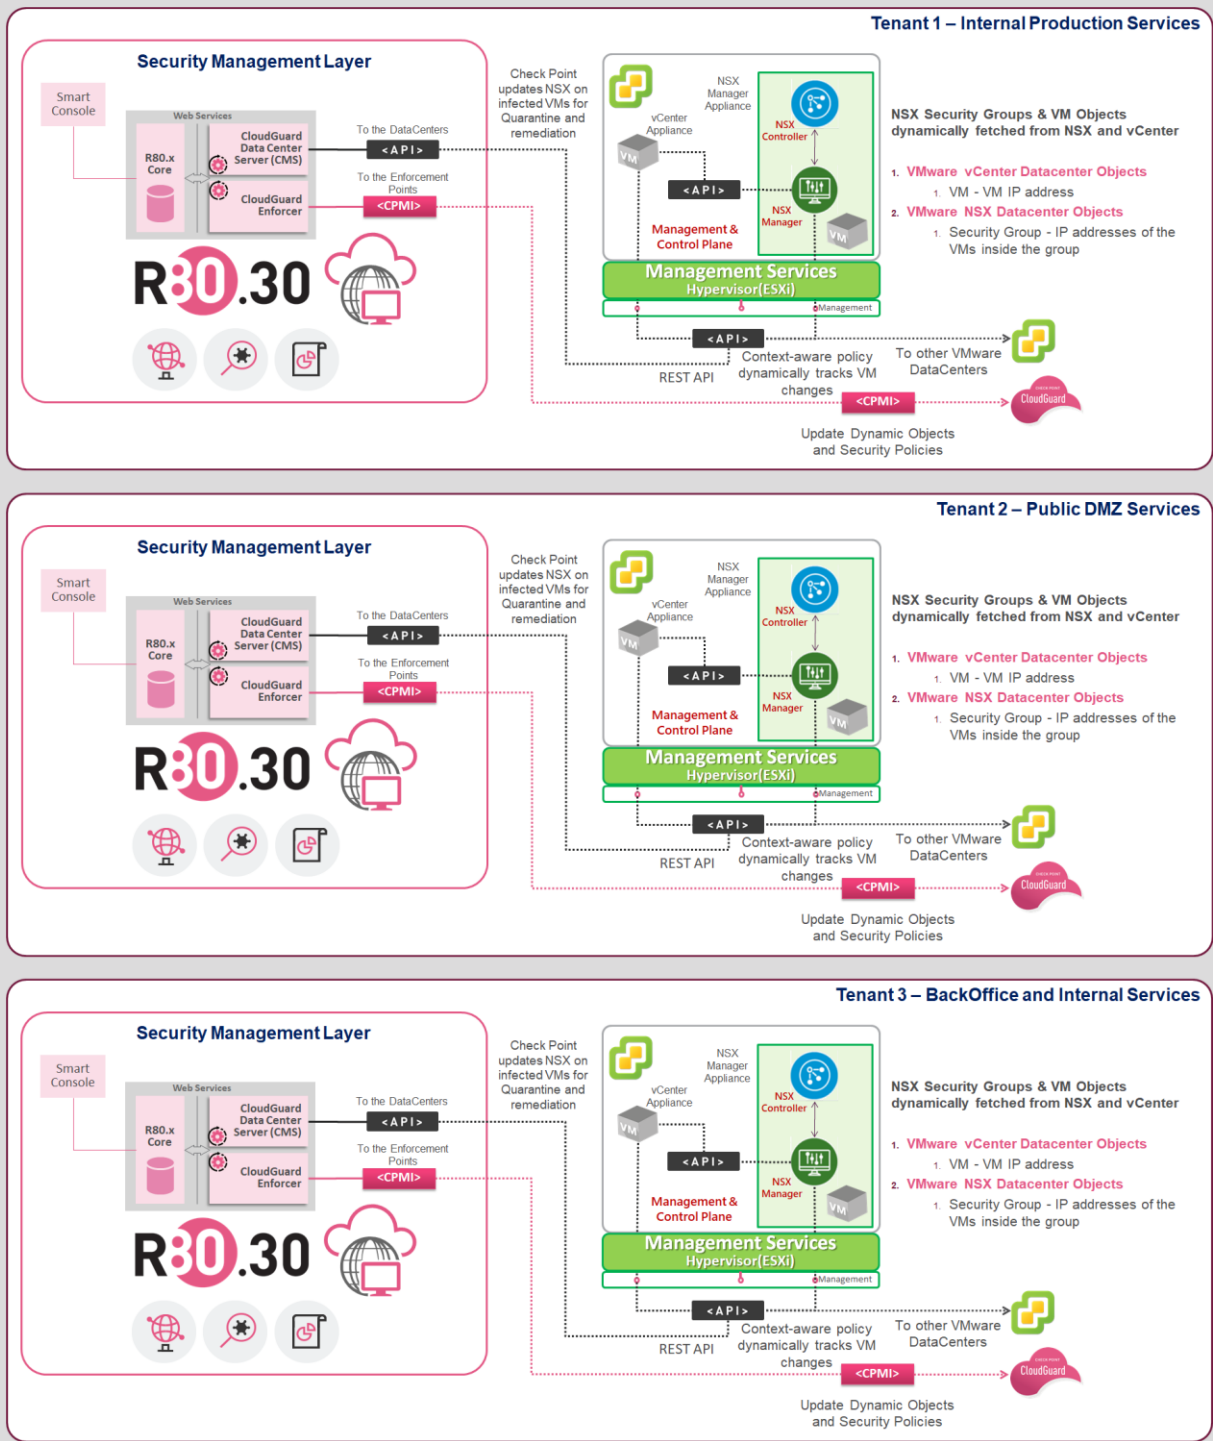 Tenant 1 – Internal Production Services
Security Management Layer
Smart
Console
Web Services
R80.x
Core
CloudGuard
Data Center
Server (CMS)
CloudGuard
Enforcer
To the DataCenters
<API>
To the Enforcement
Points
<CPMI>
R80.30
Check Point
updates NSX on
infected VMs for
Quarantine and
remediation
vCenter
Appliance
VM
NSX
Manager
Appliance
NSX
Controller
<API>
NSX
Manager
VM
Management &
Control Plane
Management Services
Hypervisor(ESXi)
Management
<API>
REST API
Context-aware policy
dynamically tracks VM
changes
To other VMware
DataCenters
<CPMI>
CHECK POINT
CloudGuard
Update Dynamic Objects
and Security Policies
NSX Security Groups & VM Objects
dynamically fetched from NSX and vCenter
1. VMware vCenter Datacenter Objects
1. VM - VM IP address
2. VMware NSX Datacenter Objects
1. Security Group - IP addresses of the
VMs inside the group
Tenant 2 – Public DMZ Services
Security Management Layer
Smart
Console
Web Services
R80.x
Core
CloudGuard
Data Center
Server (CMS)
CloudGuard
Enforcer
To the DataCenters
<API>
To the Enforcement
Points
<CPMI>
R80.30
Check Point
updates NSX on
infected VMs for
Quarantine and
remediation
vCenter
Appliance
VM
NSX
Manager
Appliance
NSX
Controller
<API>
NSX
Manager
VM
Management &
Control Plane
Management Services
Hypervisor(ESXi)
Management
<API>
REST API
Context-aware policy
dynamically tracks VM
changes
To other VMware
DataCenters
<CPMI>
CHECK POINT
CloudGuard
Update Dynamic Objects
and Security Policies
NSX Security Groups & VM Objects
dynamically fetched from NSX and vCenter
1. VMware vCenter Datacenter Objects
1. VM - VM IP address
2. VMware NSX Datacenter Objects
1. Security Group - IP addresses of the
VMs inside the group
Tenant 3 – BackOffice and Internal Services
Security Management Layer
Smart
Console
Web Services
R80.x
Core
CloudGuard
Data Center
Server (CMS)
CloudGuard
Enforcer
To the DataCenters
<API>
To the Enforcement
Points
<CPMI>
R80.30
Check Point
updates NSX on
infected VMs for
Quarantine and
remediation
vCenter
Appliance
VM
NSX
Manager
Appliance
NSX
Controller
<API>
NSX
Manager
VM
Management &
Control Plane
Management Services
Hypervisor(ESXi)
Management
<API>
REST API
Context-aware policy
dynamically tracks VM
changes
To other VMware
DataCenters
<CPMI>
CHECK POINT
CloudGuard
Update Dynamic Objects
and Security Policies
NSX Security Groups & VM Objects
dynamically fetched from NSX and vCenter
1. VMware vCenter Datacenter Objects
1. VM - VM IP address
2. VMware NSX Datacenter Objects
1. Security Group - IP addresses of the
VMs inside the group